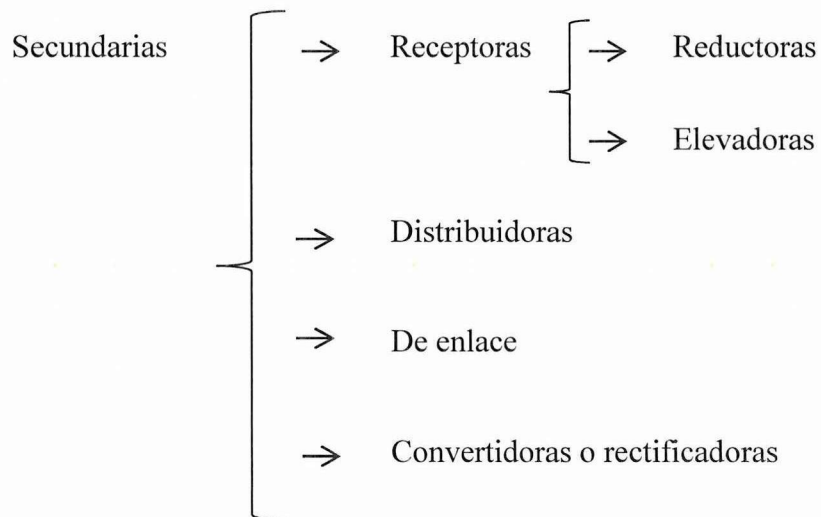 Secundarias → Receptoras → Reductoras
→ Elevadoras
→ Distribuidoras
→ De enlace
→ Convertidoras o rectificadoras